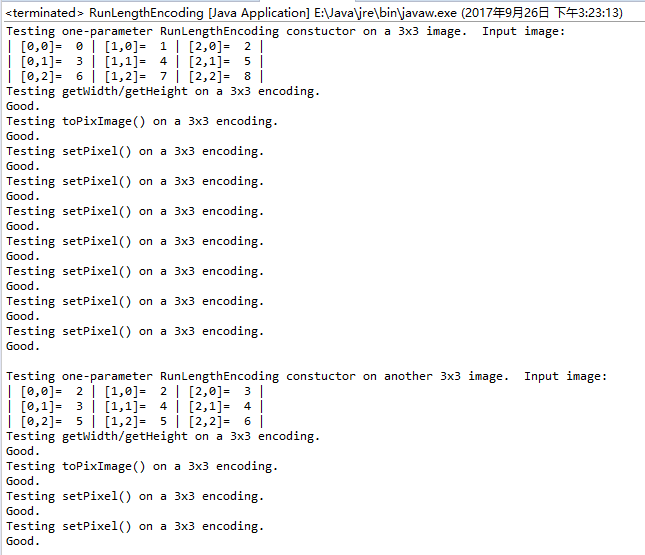 <terminated> RunLengthEncoding [Java Application] E:\Java\jre\bin\javaw.exe (2017年9月26日 下午3:23:13)
Testing one-parameter RunLengthEncoding constuctor on a 3x3 image.  Input image:
| [0,0]=  0 | [1,0]=  1 | [2,0]=  2 |
| [0,1]=  3 | [1,1]=  4 | [2,1]=  5 |
| [0,2]=  6 | [1,2]=  7 | [2,2]=  8 |
Testing getWidth/getHeight on a 3x3 encoding.
Good.
Testing toPixImage() on a 3x3 encoding.
Good.
Testing setPixel() on a 3x3 encoding.
Good.
Testing setPixel() on a 3x3 encoding.
Good.
Testing setPixel() on a 3x3 encoding.
Good.
Testing setPixel() on a 3x3 encoding.
Good.
Testing setPixel() on a 3x3 encoding.
Good.
Testing setPixel() on a 3x3 encoding.
Good.
Testing setPixel() on a 3x3 encoding.
Good.

Testing one-parameter RunLengthEncoding constuctor on another 3x3 image.  Input image:
| [0,0]=  2 | [1,0]=  2 | [2,0]=  3 |
| [0,1]=  3 | [1,1]=  4 | [2,1]=  4 |
| [0,2]=  5 | [1,2]=  5 | [2,2]=  6 |
Testing getWidth/getHeight on a 3x3 encoding.
Good.
Testing toPixImage() on a 3x3 encoding.
Good.
Testing setPixel() on a 3x3 encoding.
Good.
Testing setPixel() on a 3x3 encoding.
Good.